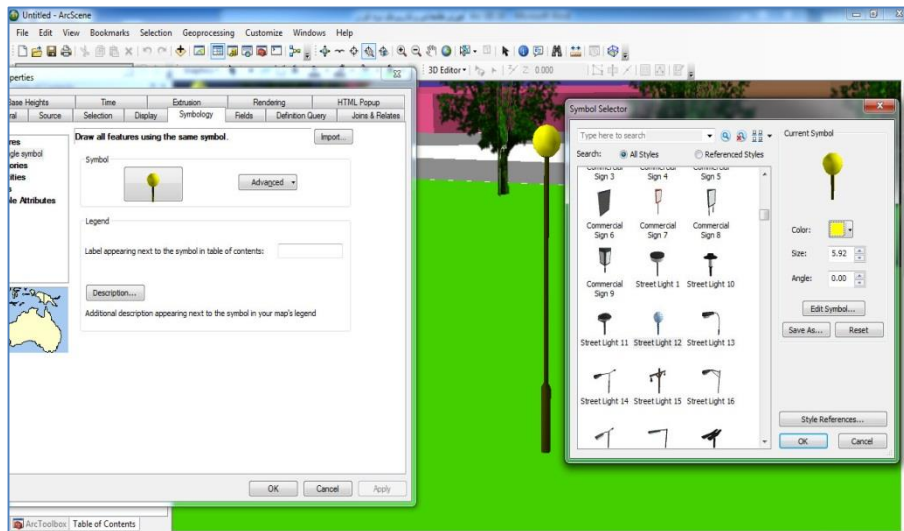 Untitled - ArcScene
File Edit View Bookmarks Selection Geoprocessing Customize Windows Help
3D Editor 0.000
operties
Base Heights Time Extrusion Rendering HTML Popup
ral Source Selection Display Symbology Fields Definition Query Joins & Relates
res
ngle symbol
ories
ities
s
le Attributes
Draw all features using the same symbol.
Import...
Symbol
Advanced
Legend
Label appearing next to the symbol in table of contents:
Description...
Additional description appearing next to the symbol in your map's legend
OK Cancel Apply
ArcToolbox Table of Contents
Symbol Selector
Type here to search
Search: All Styles Referenced Styles
Commercial Sign 3
Commercial Sign 4
Commercial Sign 5
Commercial Sign 6
Commercial Sign 7
Commercial Sign 8
Commercial Sign 9
Street Light 1
Street Light 10
Street Light 11
Street Light 12
Street Light 13
Street Light 14
Street Light 15
Street Light 16
Current Symbol
Color:
Size: 5.92
Angle: 0.00
Edit Symbol...
Save As... Reset
Style References...
OK Cancel